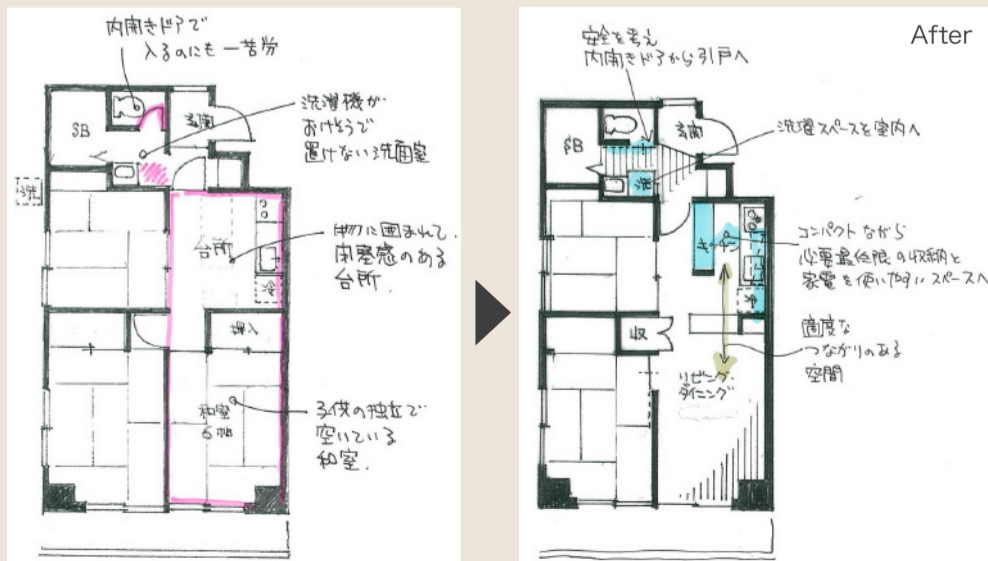 内開きドアで
入るのにも一苦労
SB
玄関
洗濯機が
おけそうで
置けない洗面室
洗
台所
物に囲まれて
閉塞感のある
台所.
冷
押入
和室
6帖
子供の独立で
空いている
和室.
After
安全を考え
内開きドアから引戸へ
SB
玄関
洗
洗濯スペースを室内へ
キッチン
冷
コンパクトながら
必要最低限の収納と
家電を使いやすいスペースへ
収
適度な
つながりのある
空間
リビング・
ダイニング